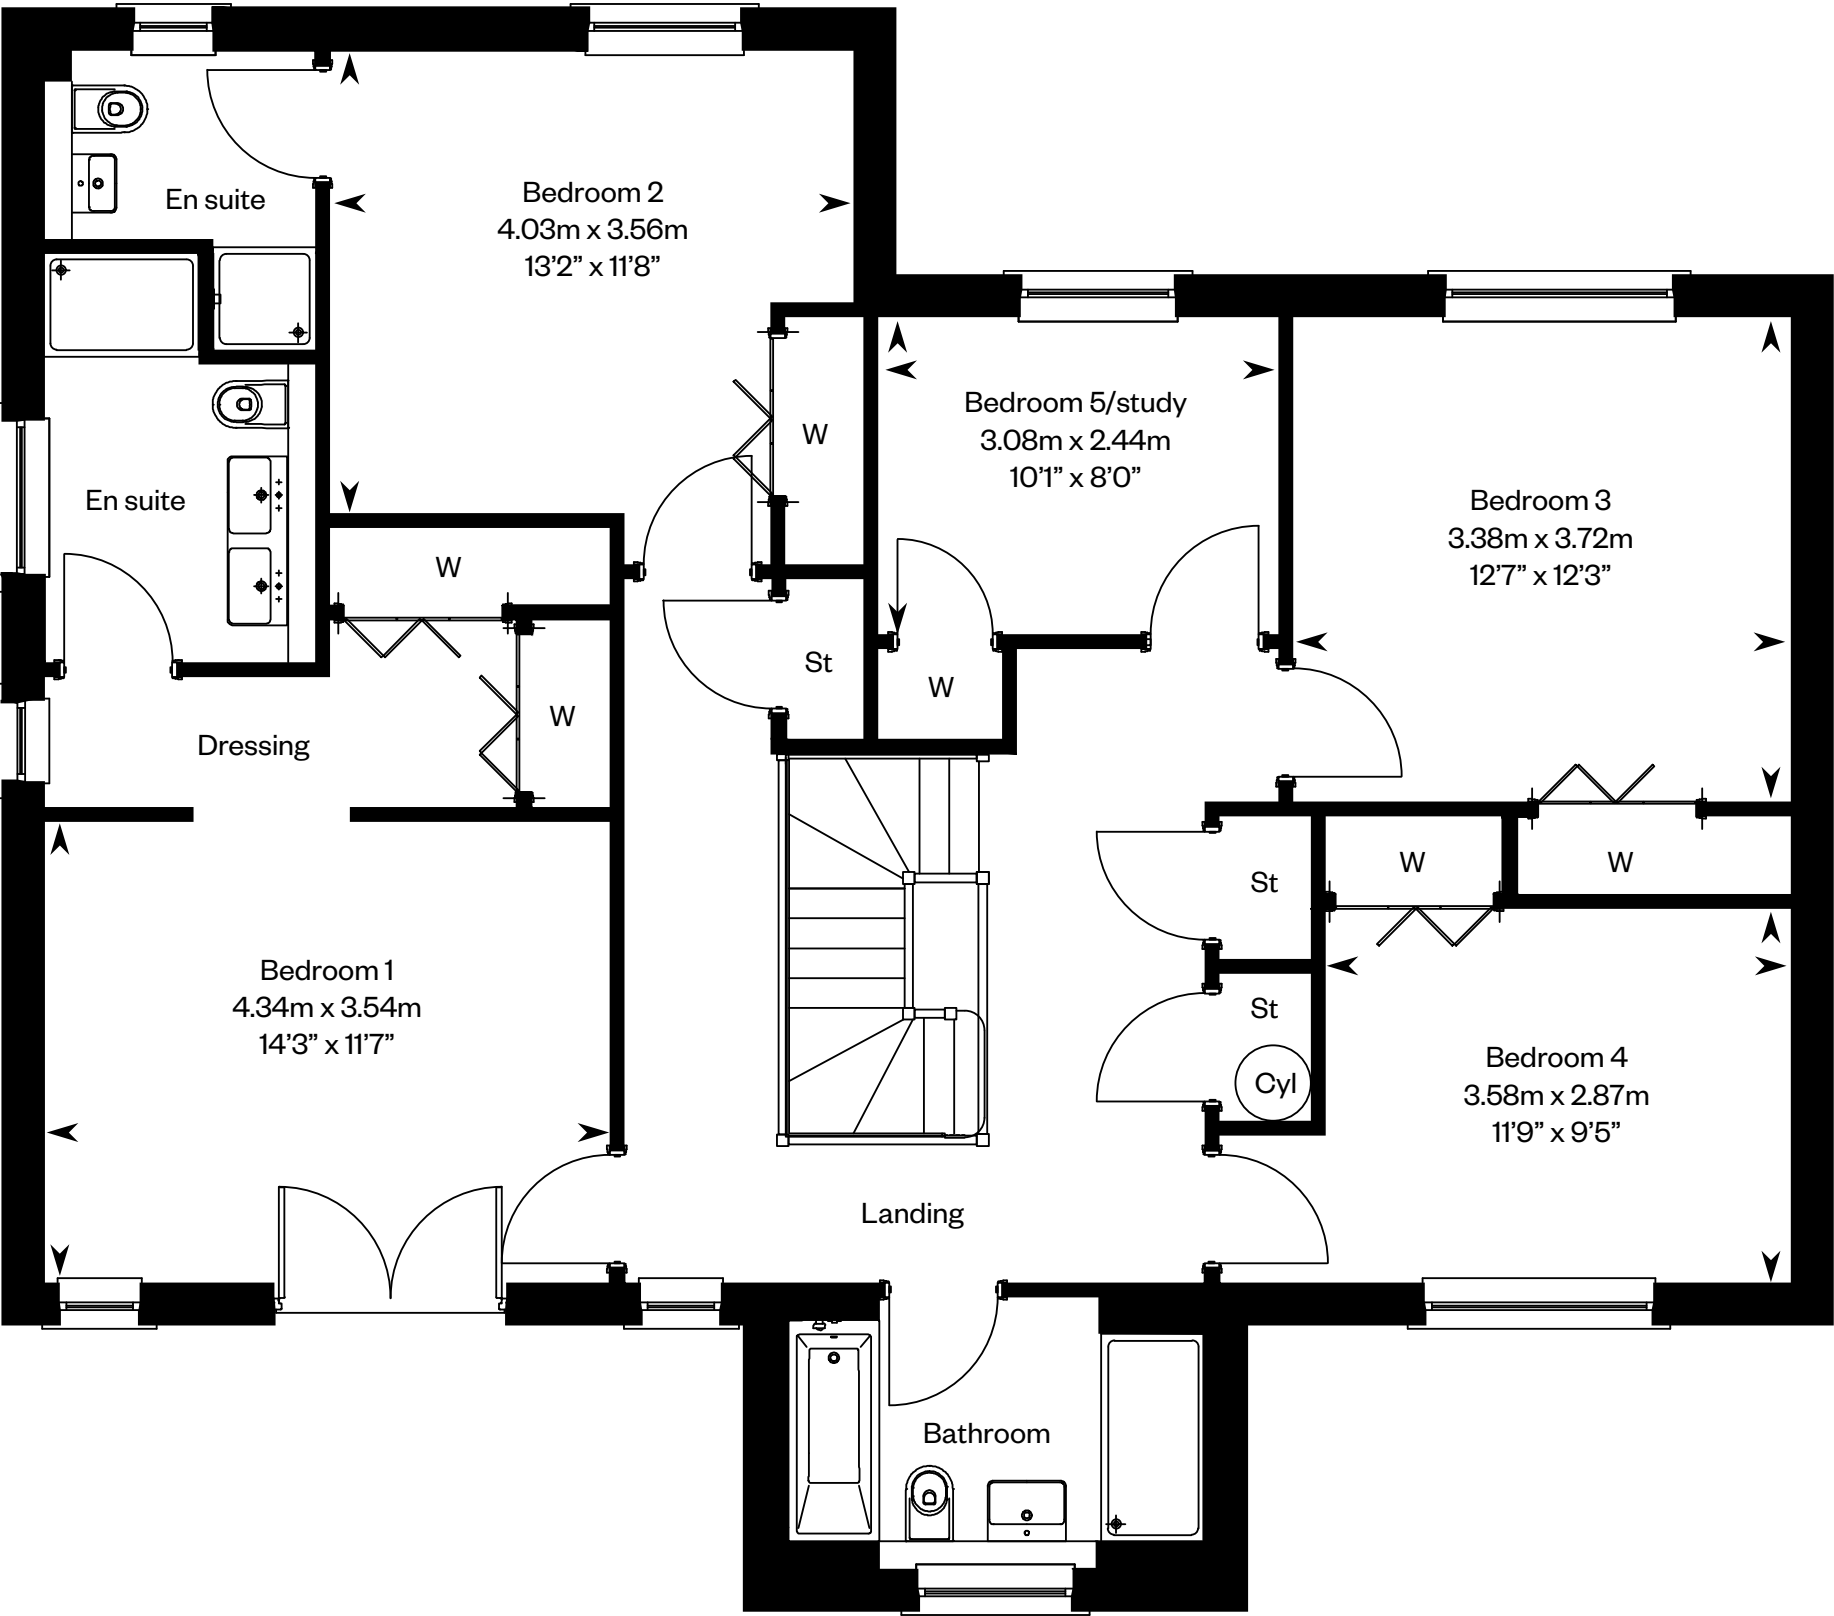 En suite
Bedroom 2
4.03m x 3.56m
13’2” x 11’8”
W
Bedroom 5/study
3.08m x 2.44m
10’1” x 8’0”
Bedroom 3
3.38m x 3.72m
12’7” x 12’3”
En suite
W
St
W
W
Dressing
W
W
St
Bedroom 1
4.34m x 3.54m
14’3” x 11’7”
St
Cyl
Bedroom 4
3.58m x 2.87m
11’9” x 9’5”
Landing
Bathroom